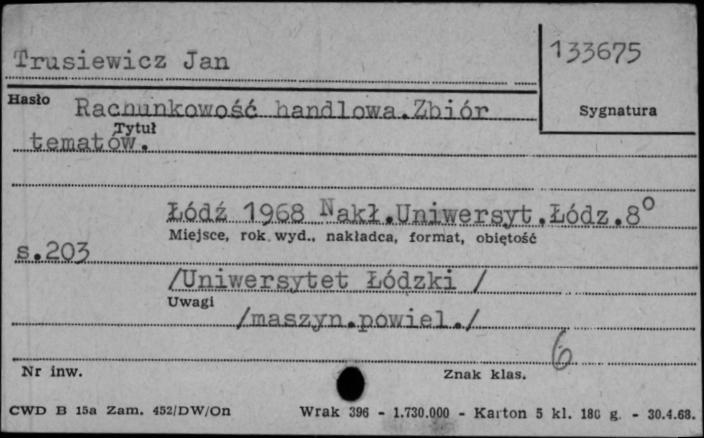 Trusiewicz Jan
133675
Hasło
Sygnatura
Rachunkowość handlowa.Zbiór
Tytuł
tematów.
Łódź 1968 Nakł.Uniwersyt.Łódz.8°
Miejsce, rok wyd., nakładca, format, objętość
s.203
/Uniwersytet Łódzki /
Uwagi
/maszyn.powiel./
6
Nr inw.
Znak klas.
CWD B 15a Zam. 452/DW/On Wrak 396 - 1.730.000 - Karton 5 kl. 180 g. - 30.4.68.